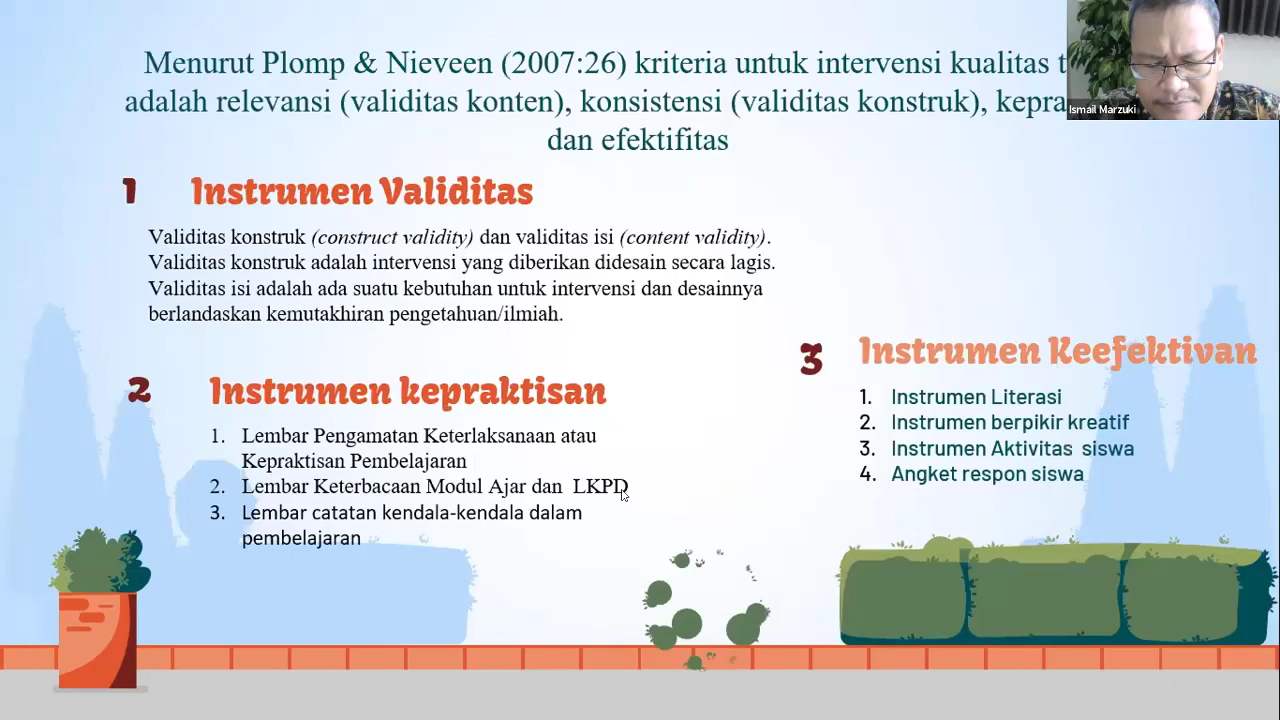 Menurut Plomp & Nieveen (2007:26) kriteria untuk intervensi kualitas
adalah relevansi (validitas konten), konsistensi (validitas konstruk),
dan efektifitas
Ismail Marzuki
1 Instrumen Validitas
Validitas konstruk (construct validity) dan validitas isi (content validity).
Validitas konstruk adalah intervensi yang diberikan didesain secara lagis.
Validitas isi adalah ada suatu kebutuhan untuk intervensi dan desainnya
berlandaskan kemutakhiran pengetahuan/ilmiah.
2 Instrumen kepraktisan
1. Lembar Pengamatan Keterlaksanaan atau
Kepraktisan Pembelajaran
2. Lembar Keterbacaan Modul Ajar dan LKPD
3. Lembar catatan kendala-kendala dalam
pembelajaran
3 Instrumen Keefektivan
1. Instrumen Literasi
2. Instrumen berpikir kreatif
3. Instrumen Aktivitas siswa
4. Angket respon siswa